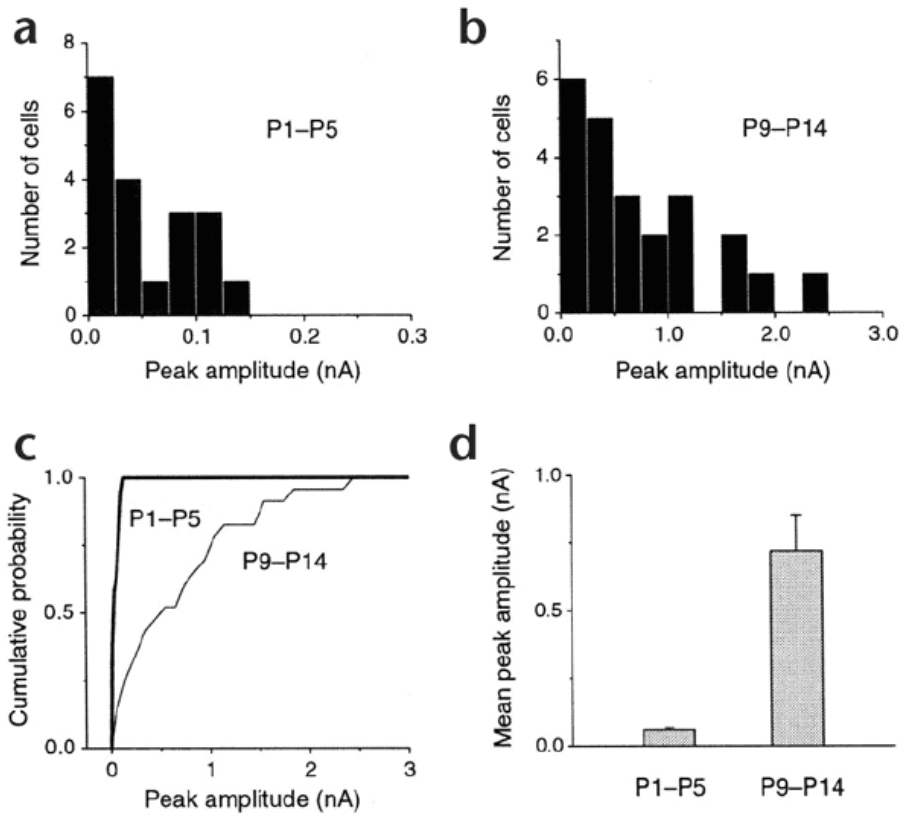 a
8
6
4
2
0
Number of cells
P1–P5
0.0
0.1
0.2
0.3
Peak amplitude (nA)
b
6
4
2
0
Number of cells
P9–P14
0.0
1.0
2.0
3.0
Peak amplitude (nA)
c
1.0
0.5
0.0
Cumulative probability
P1–P5
P9–P14
0
1
2
3
Peak amplitude (nA)
d
1.0
0.5
0.0
Mean peak amplitude (nA)
P1–P5
P9–P14